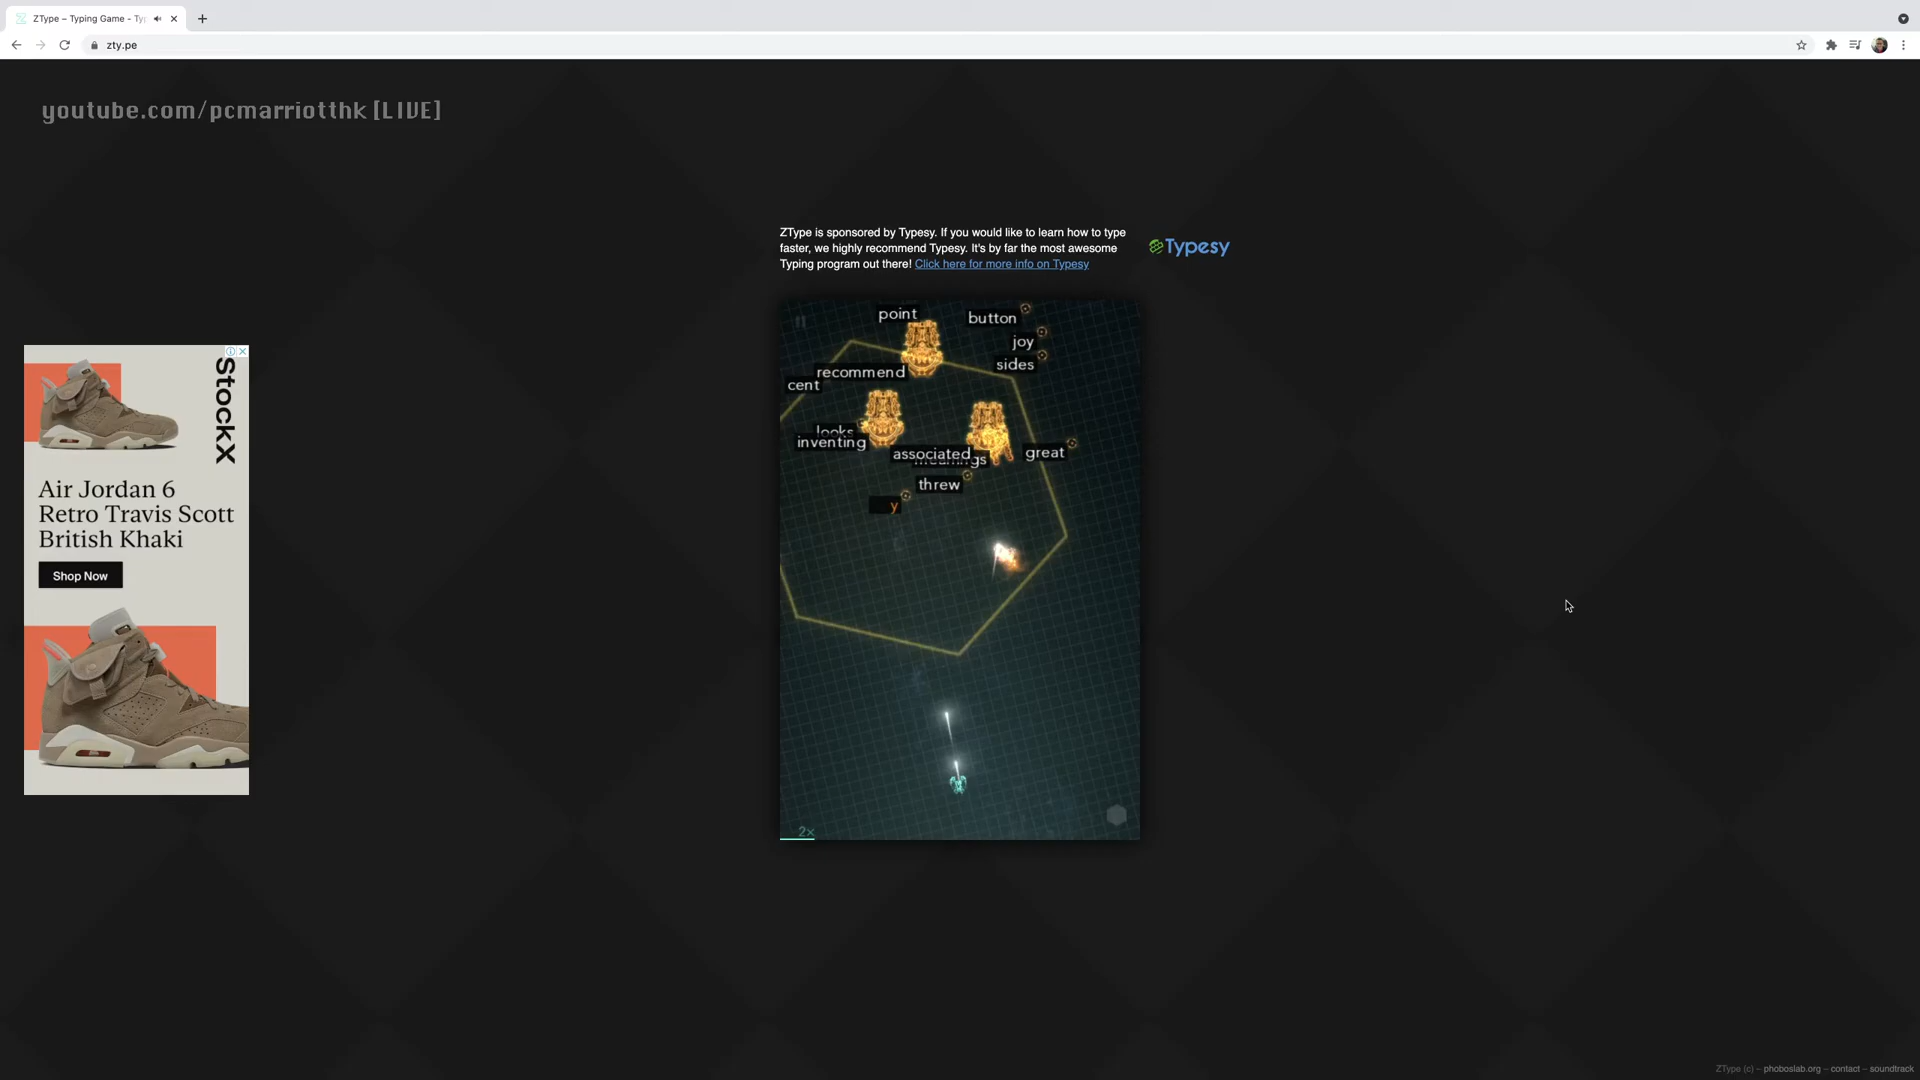 ZType – Typing Game - Ty
zty.pe
youtube.com/pcmarriotthk [LIVE]
ZType is sponsored by Typesy. If you would like to learn how to type
faster, we highly recommend Typesy. It's by far the most awesome
Typing program out there! Click here for more info on Typesy
Typesy
point
button
joy
sides
recommend
cent
looks
inventing
associated
great
threw
y
2×
StockX
Air Jordan 6
Retro Travis Scott
British Khaki
Shop Now
ZType (c) – phoboslab.org – contact – soundtrack